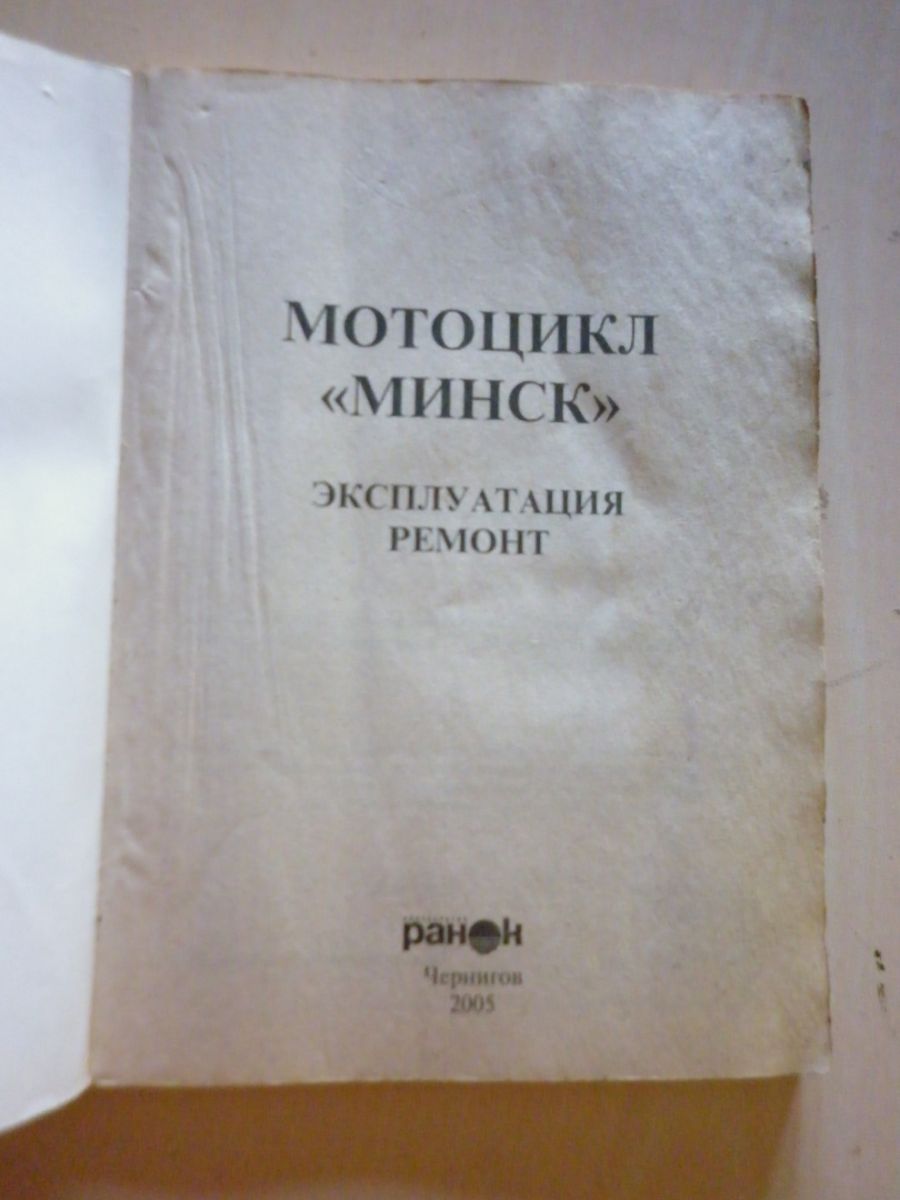 МОТОЦИКЛ
«МИНСК»
ЭКСПЛУАТАЦИЯ
РЕМОНТ
ранок
Чернигов
2005